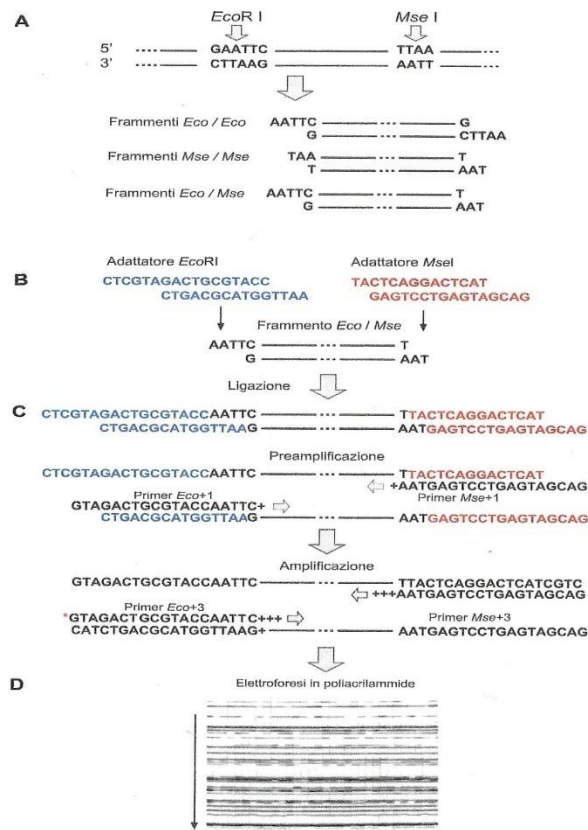 A
EcoR I Mse I
5' ---- GAATTC TTAA ----
3' ---- CTTAAG AATT ----
Frammenti Eco / Eco AATTC --- G
G --- CTTAA
Frammenti Mse / Mse TAA --- T
T --- AAT
Frammenti Eco / Mse AATTC --- T
G --- AAT
B
Adattatore EcoRI Adattatore MseI
CTCGTAGACTGCGTACC TACTCAGGACTCAT
CTGACGCATGGTTAA GAGTCCTGAGTAGCAG
Frammento Eco / Mse
AATTC --- T
G --- AAT
Ligazione
C
CTCGTAGACTGCGTACCAATTC --- TTACTCAGGACTCAT
CTGACGCATGGTTAAG --- AATGAGTCCTGAGTAGCAG
Preamplificazione
CTCGTAGACTGCGTACCAATTC --- TTACTCAGGACTCAT
+AATGAGTCCTGAGTAGCAG
Primer Eco+1 Primer Mse+1
GTAGACTGCGTACCAATTC+
CTGACGCATGGTTAAG --- AATGAGTCCTGAGTAGCAG
Amplificazione
GTAGACTGCGTACCAATTC --- TTACTCAGGACTCATCGTC
+++AATGAGTCCTGAGTAGCAG
Primer Eco+3 Primer Mse+3
*GTAGACTGCGTACCAATTC+++
CATCTGACGCATGGTTAAG+ --- AATGAGTCCTGAGTAGCAG
D
Elettroforesi in poliacrilammide